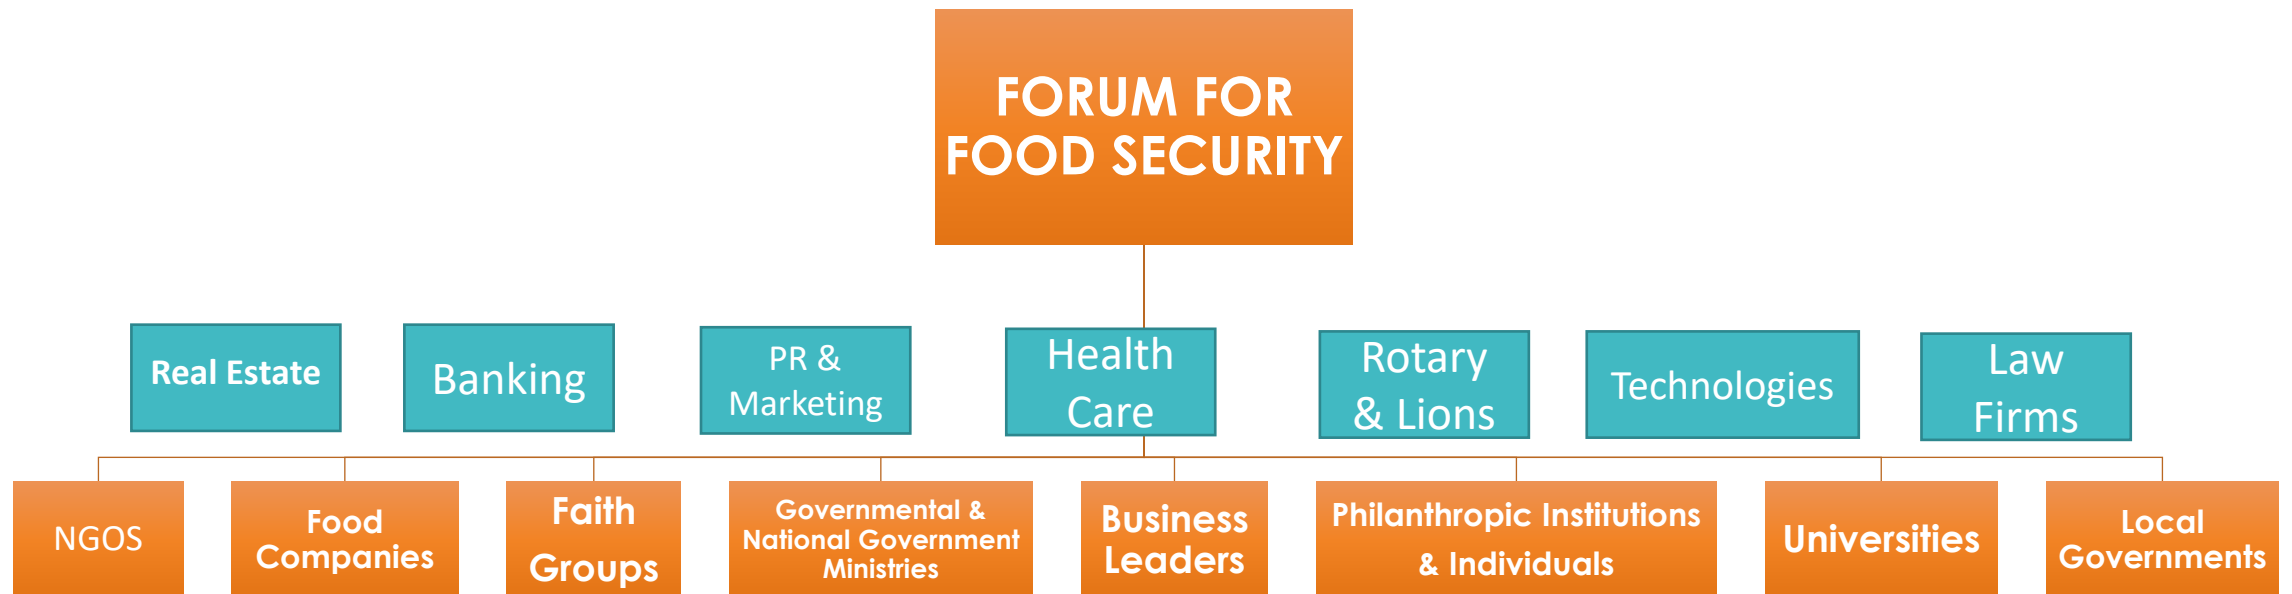 FORUM FOR
FOOD SECURITY
Real Estate
Banking
PR &
Marketing
Health
Care
Rotary
& Lions
Technologies
Law
Firms
NGOS
Food
Companies
Faith
Groups
Governmental &
National Government
Ministries
Business
Leaders
Philanthropic Institutions
& Individuals
Universities
Local
Governments